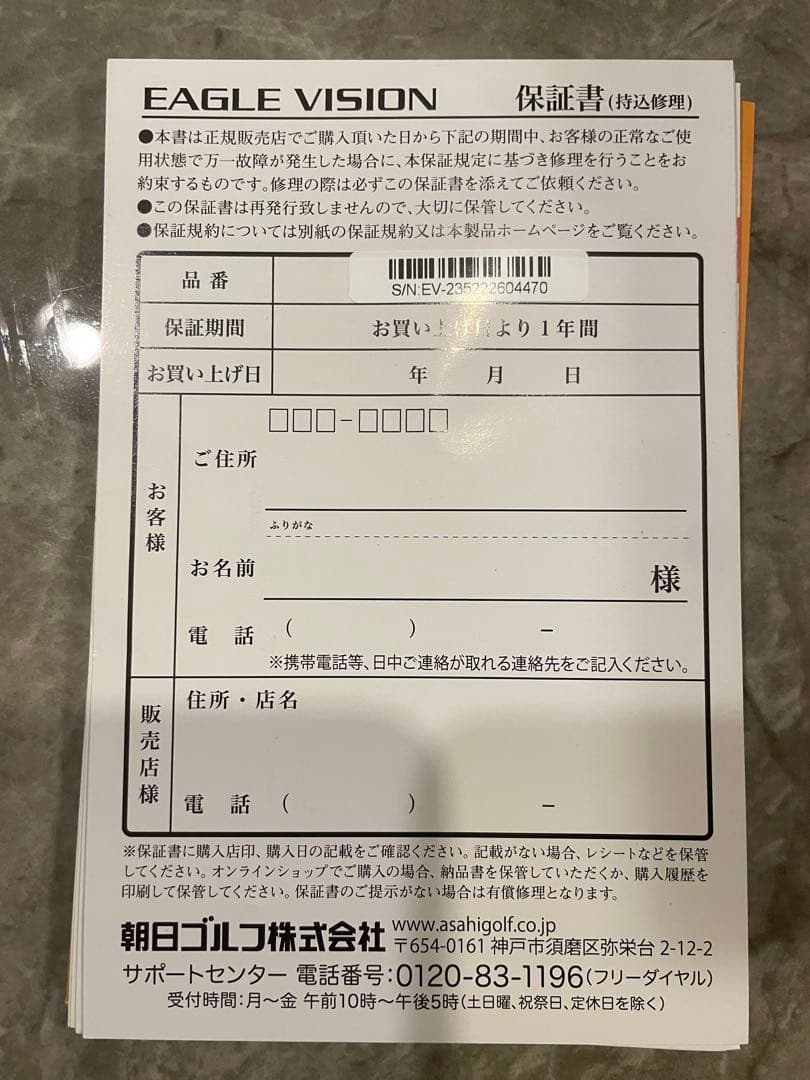 EAGLE VISION 保証書(持込修理)
●本書は正規販売店でご購入頂いた日から下記の期間中、お客様の正常なご使
用状態で万一故障が発生した場合に、本保証規定に基づき修理を行うことをお
約束するものです。修理の際は必ずこの保証書を添えてご依頼ください。
●この保証書は再発行致しませんので、大切に保管してください。
●保証規約については別紙の保証規約又は本製品ホームページをご覧ください。
品番
S/N:EV-235222604470
保証期間 お買い上げ日より1年間
お買い上げ日 年 月 日
お客様
□□□-□□□□
ご住所
ふりがな
お名前 様
電話 ( ) −
※携帯電話等、日中ご連絡が取れる連絡先をご記入ください。
販売店様
住所・店名
電話 ( ) −
※保証書に購入店印、購入日の記載をご確認ください。記載がない場合、レシートなどを保管
してください。オンラインショップでご購入の場合、納品書を保管していただくか、購入履歴を
印刷して保管してください。保証書のご提示がない場合は有償修理となります。
朝日ゴルフ株式会社 www.asahigolf.co.jp
〒654-0161 神戸市須磨区弥栄台 2-12-2
サポートセンター 電話番号:0120-83-1196(フリーダイヤル)
受付時間:月〜金 午前10時〜午後5時(土日曜、祝祭日、定休日を除く)